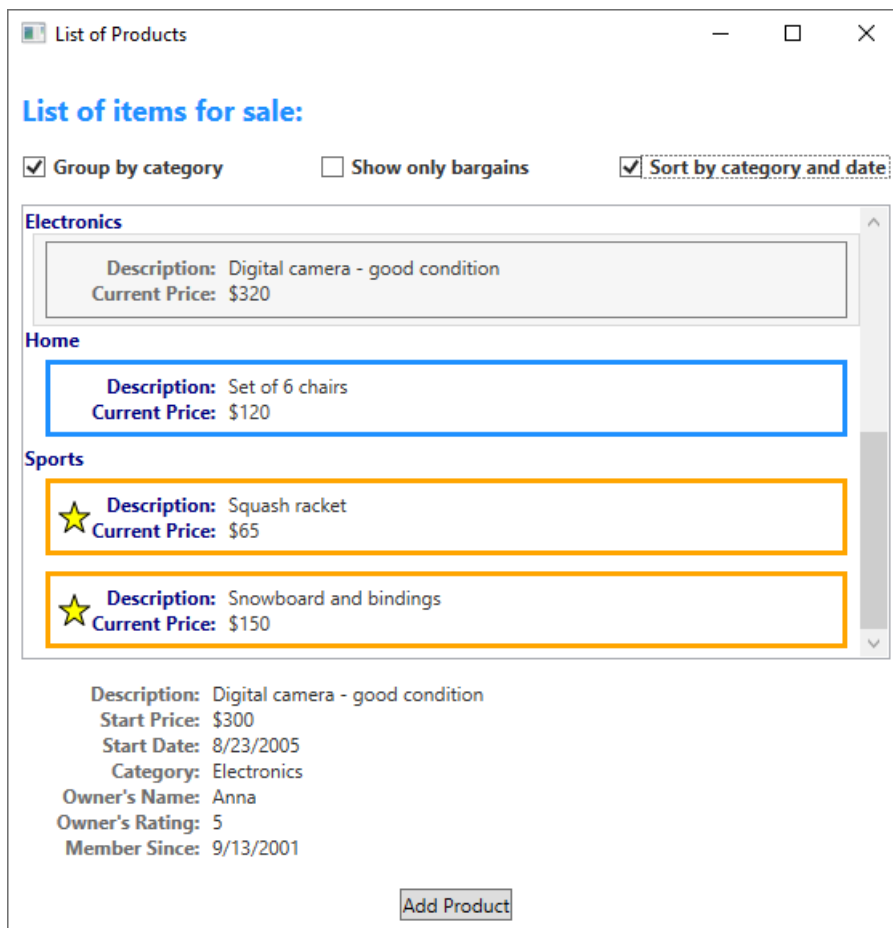 List of Products
List of items for sale:
Group by category Show only bargains Sort by category and date
Electronics
Description: Digital camera - good condition
Current Price: $320
Home
Description: Set of 6 chairs
Current Price: $120
Sports
Description: Squash racket
Current Price: $65
Description: Snowboard and bindings
Current Price: $150
Description: Digital camera - good condition
Start Price: $300
Start Date: 8/23/2005
Category: Electronics
Owner's Name: Anna
Owner's Rating: 5
Member Since: 9/13/2001
Add Product